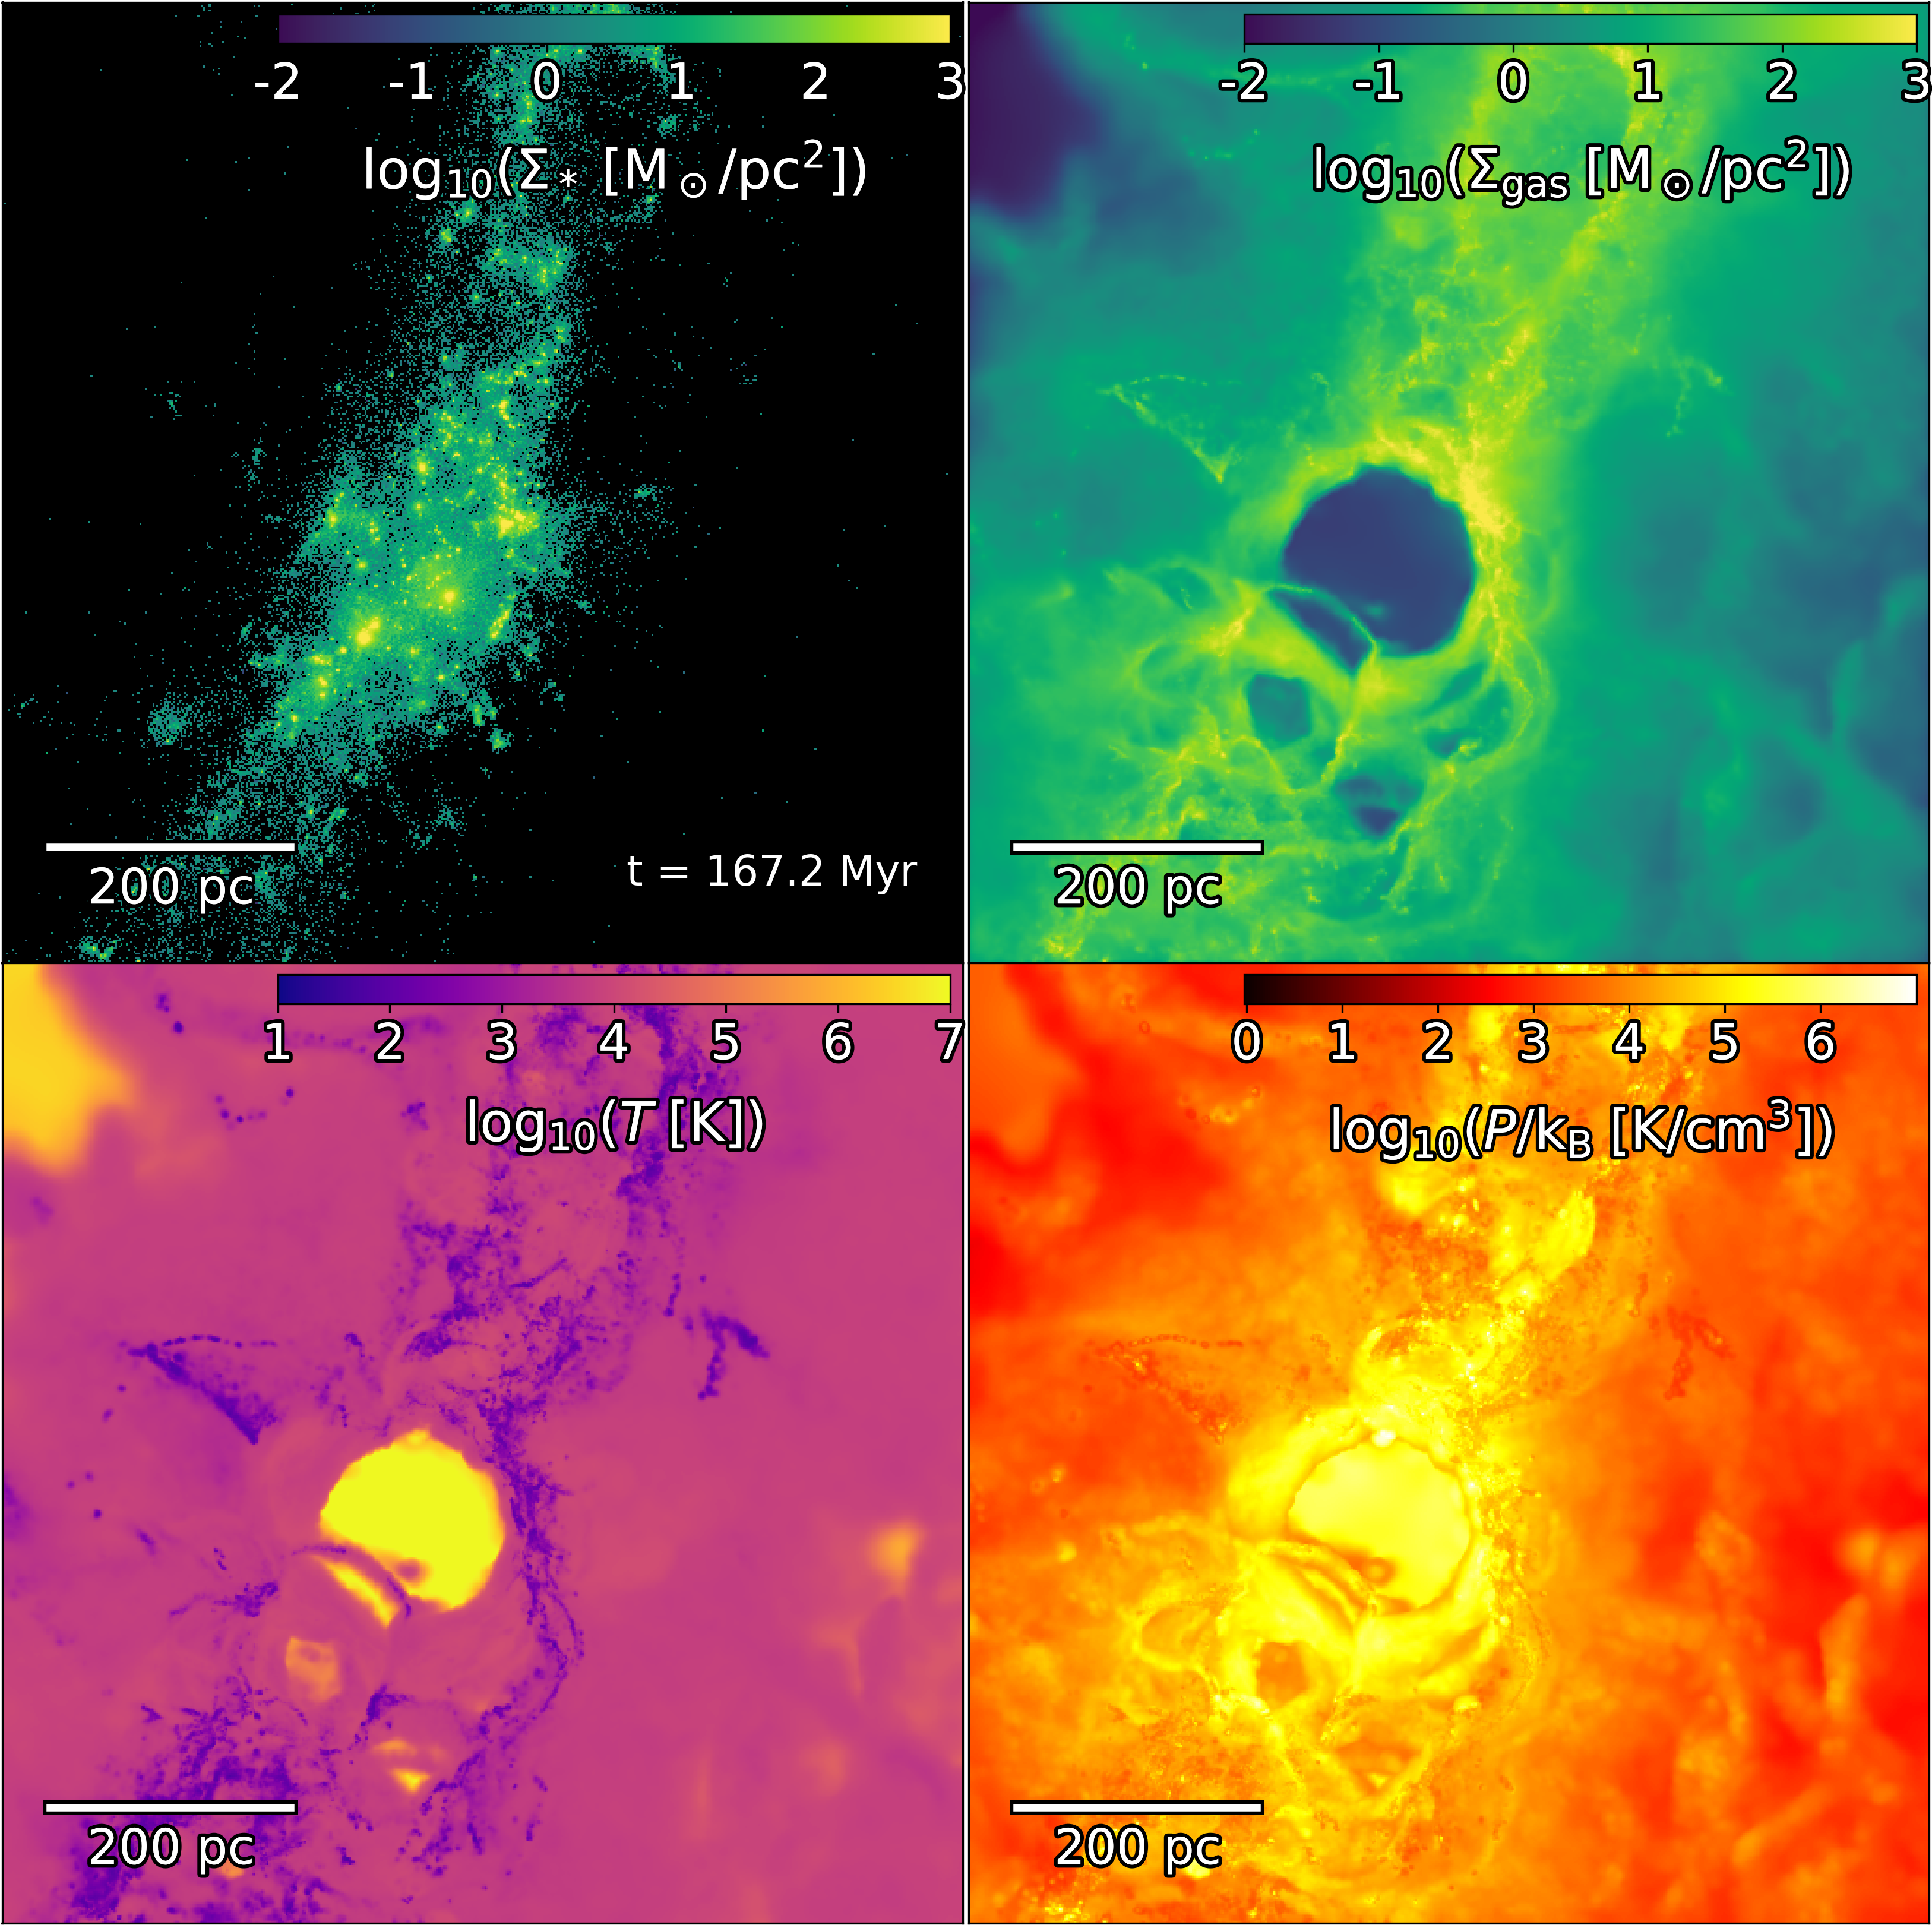 -2 -1 0 1 2 3
log₁₀(Σ* [M⊙/pc²])
200 pc
t = 167.2 Myr
-2 -1 0 1 2 3
log₁₀(Σgas [M⊙/pc²])
200 pc
1 2 3 4 5 6 7
log₁₀(T [K])
200 pc
0 1 2 3 4 5 6
log₁₀(P/kB [K/cm³])
200 pc